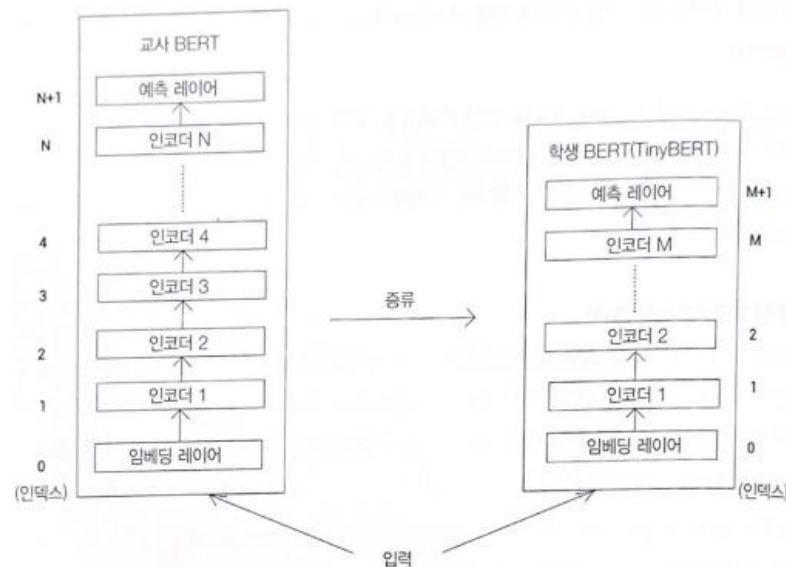 교사 BERT
N+1
예측 레이어
N
인코더 N
4
인코더 4
3
인코더 3
2
인코더 2
1
인코더 1
0
임베딩 레이어
(인덱스)
증류
학생 BERT(TinyBERT)
예측 레이어
M+1
인코더 M
M
인코더 2
2
인코더 1
1
임베딩 레이어
0
(인덱스)
입력